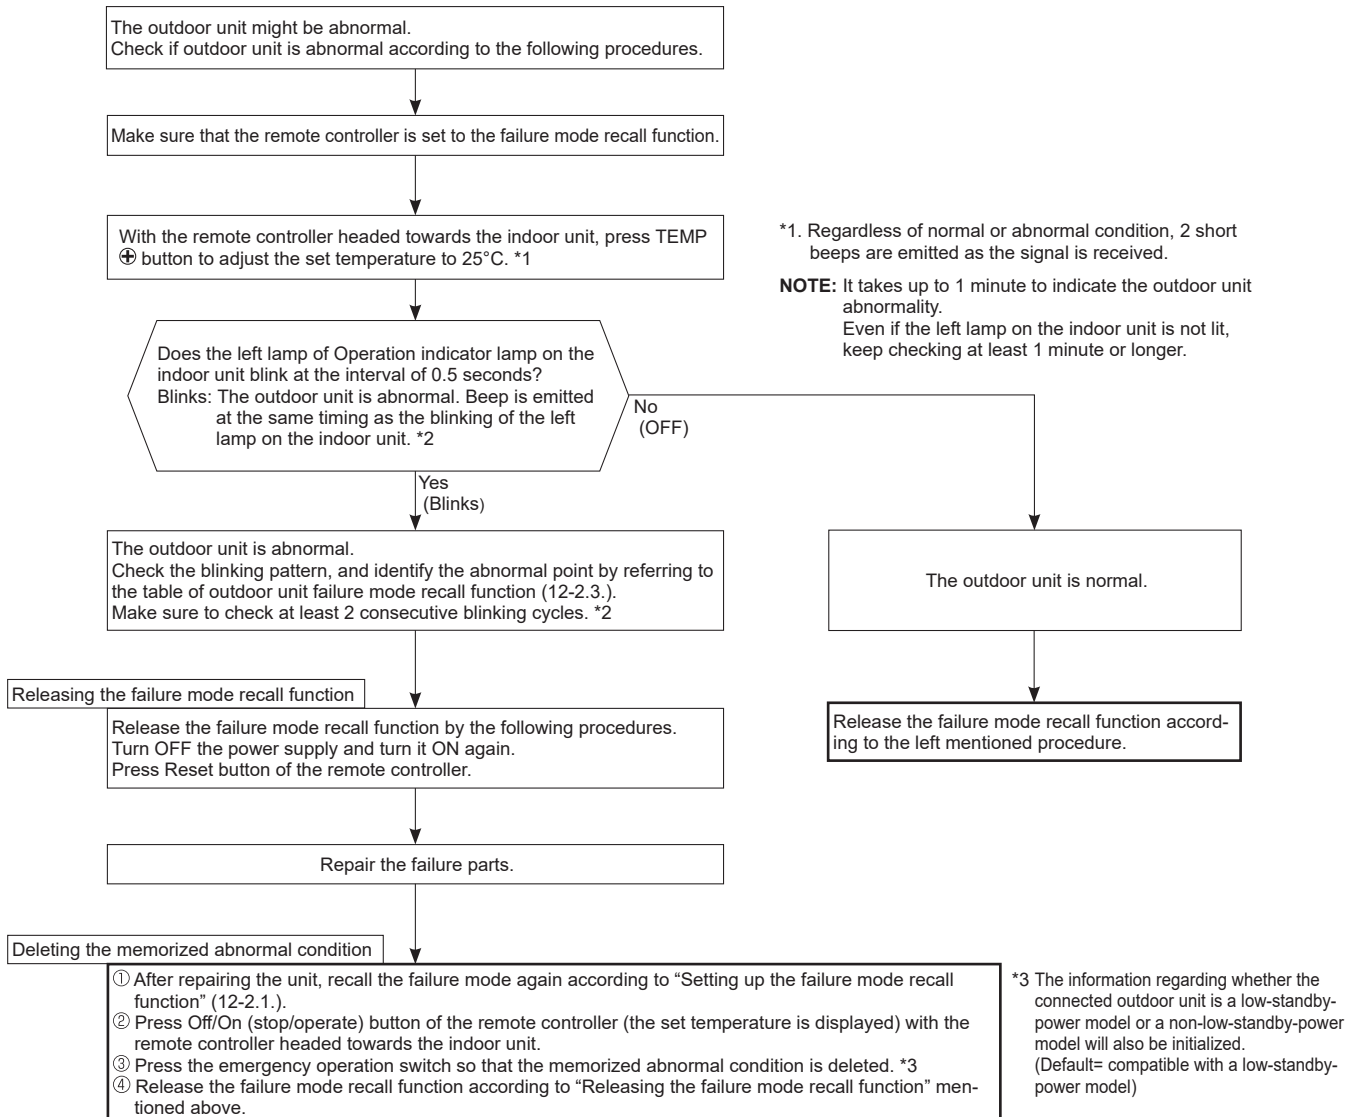 The outdoor unit might be abnormal.
Check if outdoor unit is abnormal according to the following procedures.
Make sure that the remote controller is set to the failure mode recall function.
With the remote controller headed towards the indoor unit, press TEMP
⊕ button to adjust the set temperature to 25°C. *1
*1. Regardless of normal or abnormal condition, 2 short
beeps are emitted as the signal is received.
NOTE: It takes up to 1 minute to indicate the outdoor unit
abnormality.
Even if the left lamp on the indoor unit is not lit,
keep checking at least 1 minute or longer.
Does the left lamp of Operation indicator lamp on the
indoor unit blink at the interval of 0.5 seconds?
Blinks: The outdoor unit is abnormal. Beep is emitted
at the same timing as the blinking of the left
lamp on the indoor unit. *2
No
(OFF)
Yes
(Blinks)
The outdoor unit is abnormal.
Check the blinking pattern, and identify the abnormal point by referring to
the table of outdoor unit failure mode recall function (12-2.3.).
Make sure to check at least 2 consecutive blinking cycles. *2
The outdoor unit is normal.
Releasing the failure mode recall function
Release the failure mode recall function by the following procedures.
Turn OFF the power supply and turn it ON again.
Press Reset button of the remote controller.
Release the failure mode recall function accord-
ing to the left mentioned procedure.
Repair the failure parts.
Deleting the memorized abnormal condition
① After repairing the unit, recall the failure mode again according to “Setting up the failure mode recall
function” (12-2.1.).
② Press Off/On (stop/operate) button of the remote controller (the set temperature is displayed) with the
remote controller headed towards the indoor unit.
③ Press the emergency operation switch so that the memorized abnormal condition is deleted. *3
④ Release the failure mode recall function according to “Releasing the failure mode recall function” men-
tioned above.
*3 The information regarding whether the
connected outdoor unit is a low-standby-
power model or a non-low-standby-power
model will also be initialized.
(Default= compatible with a low-standby-
power model)